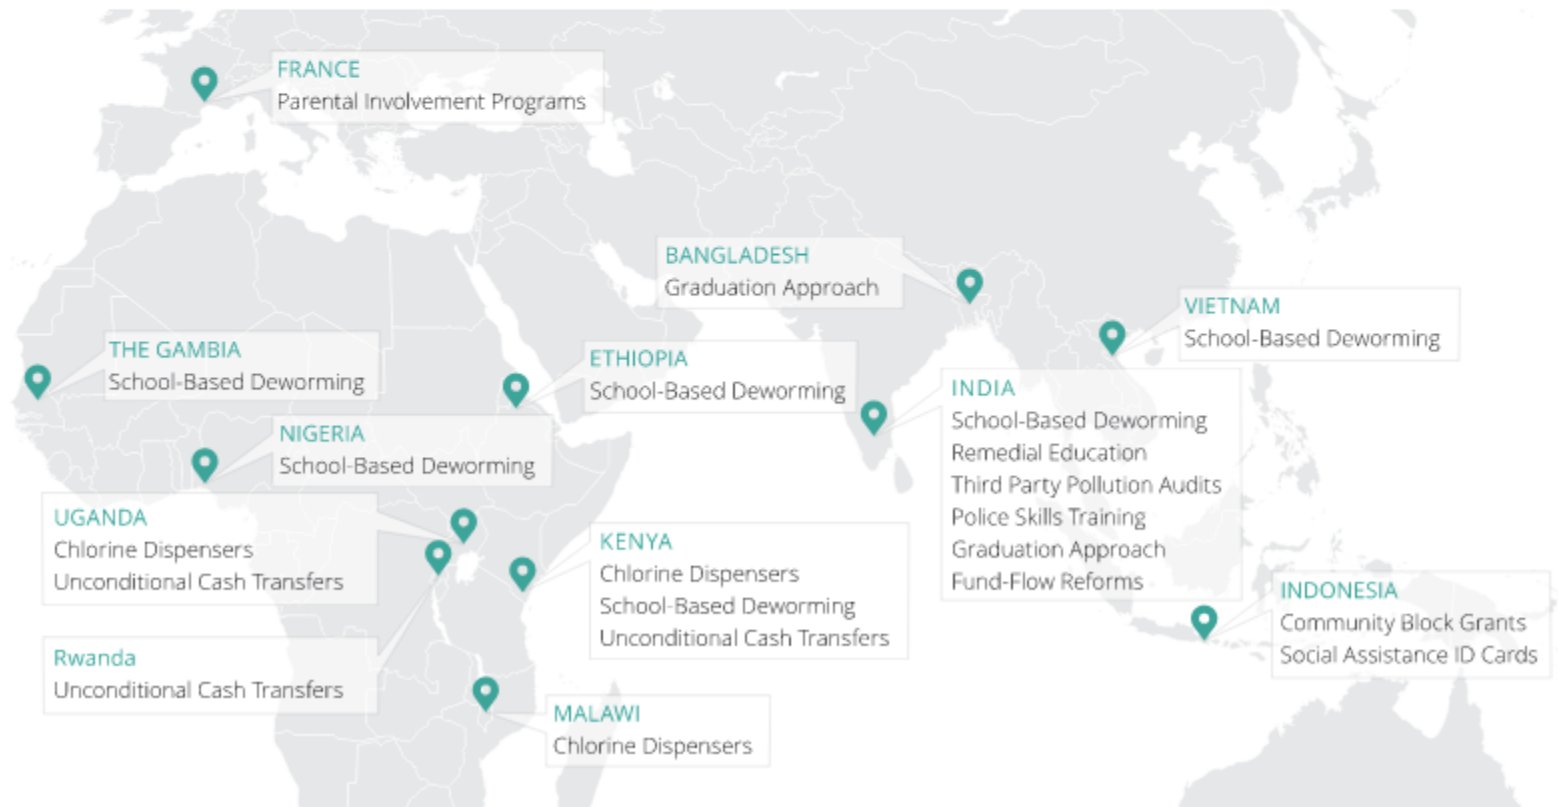 FRANCE
Parental Involvement Programs
BANGLADESH
Graduation Approach
VIETNAM
School-Based Deworming
THE GAMBIA
School-Based Deworming
ETHIOPIA
School-Based Deworming
INDIA
School-Based Deworming
Remedial Education
Third Party Pollution Audits
Police Skills Training
Graduation Approach
Fund-Flow Reforms
NIGERIA
School-Based Deworming
UGANDA
Chlorine Dispensers
Unconditional Cash Transfers
KENYA
Chlorine Dispensers
School-Based Deworming
Unconditional Cash Transfers
INDONESIA
Community Block Grants
Social Assistance ID Cards
Rwanda
Unconditional Cash Transfers
MALAWI
Chlorine Dispensers